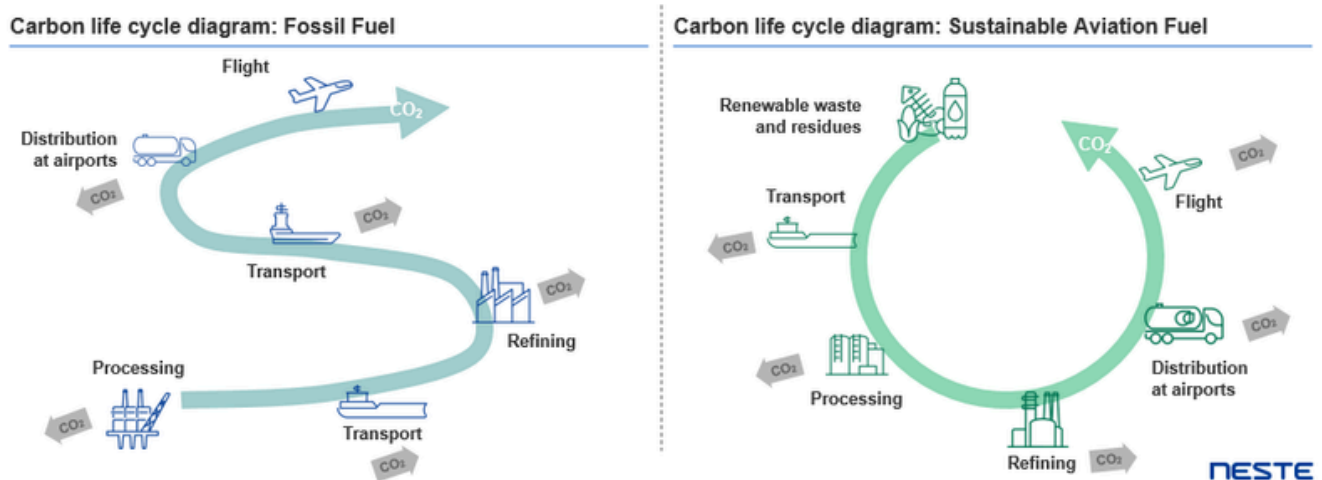 Carbon life cycle diagram: Fossil Fuel
Flight
CO₂
Distribution
at airports
CO₂
CO₂
Transport
CO₂
Refining
Processing
CO₂
Transport
CO₂
Carbon life cycle diagram: Sustainable Aviation Fuel
Renewable waste
and residues
CO₂
CO₂
Flight
Transport
CO₂
CO₂
Distribution
at airports
CO₂
Processing
Refining
CO₂
NESTE